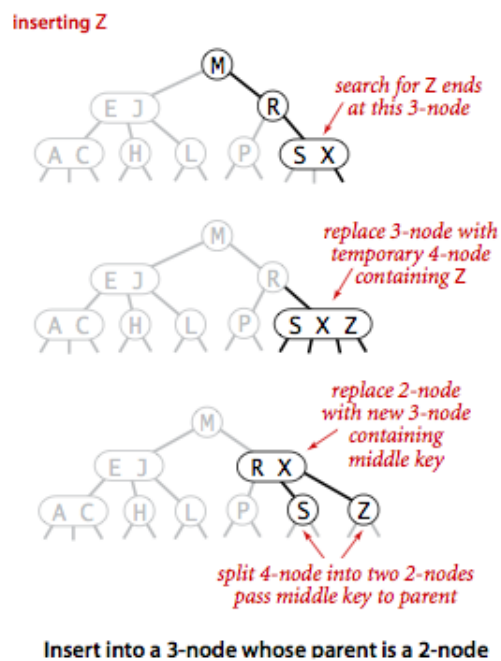 inserting Z
M
search for Z ends
at this 3-node
E J
R
A C
H
L
P
S X
replace 3-node with
temporary 4-node
containing Z
M
E J
R
A C
H
L
P
S X Z
replace 2-node
with new 3-node
containing
middle key
M
E J
R X
A C
H
L
P
S
Z
split 4-node into two 2-nodes
pass middle key to parent
Insert into a 3-node whose parent is a 2-node